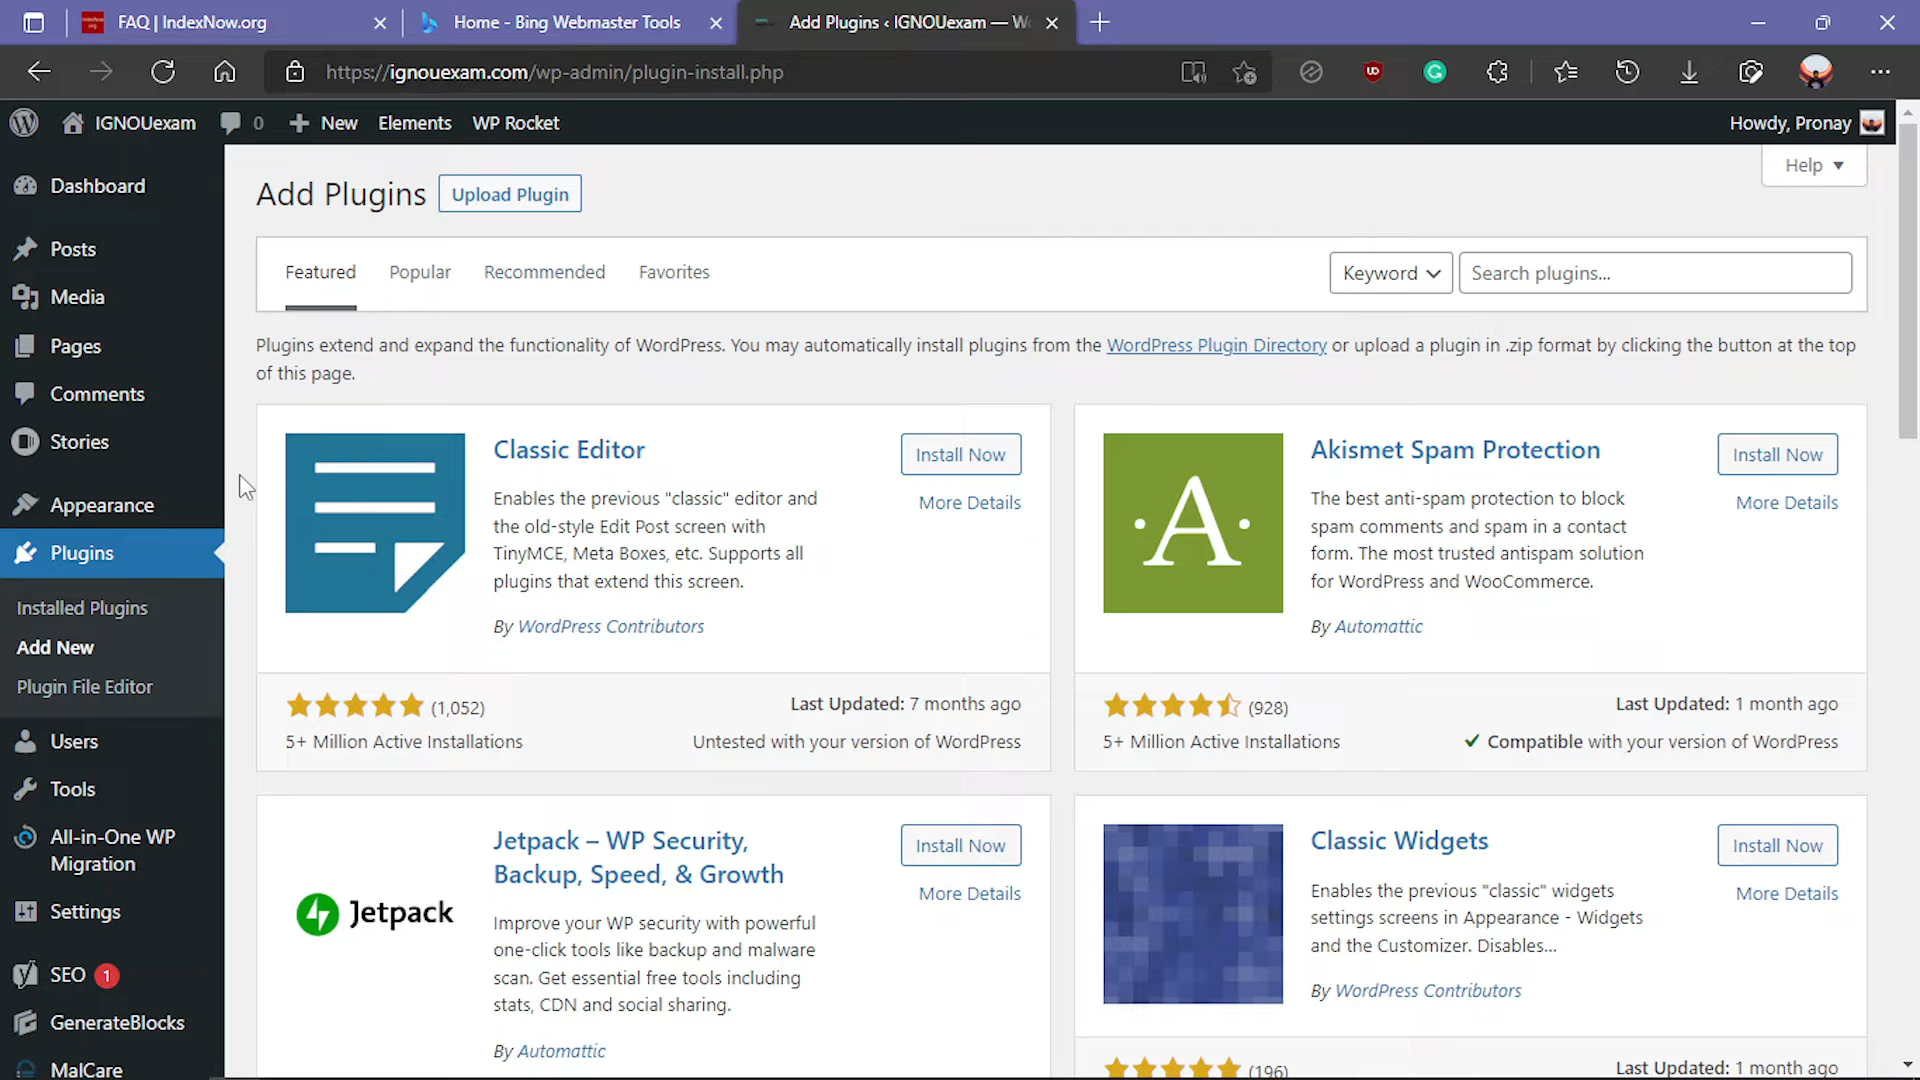 FAQ | IndexNow.org
Home - Bing Webmaster Tools
Add Plugins ‹ IGNOUexam — Wo
https://ignouexam.com/wp-admin/plugin-install.php
IGNOUexam
0
New
Elements
WP Rocket
Howdy, Pronay
Dashboard
Posts
Media
Pages
Comments
Stories
Appearance
Plugins
Installed Plugins
Add New
Plugin File Editor
Users
Tools
All-in-One WP
Migration
Settings
SEO 1
GenerateBlocks
MalCare
Help
Add Plugins
Upload Plugin
Featured
Popular
Recommended
Favorites
Keyword
Search plugins...
Plugins extend and expand the functionality of WordPress. You may automatically install plugins from the WordPress Plugin Directory or upload a plugin in .zip format by clicking the button at the top
of this page.
Classic Editor
Install Now
More Details
Enables the previous "classic" editor and
the old-style Edit Post screen with
TinyMCE, Meta Boxes, etc. Supports all
plugins that extend this screen.
By WordPress Contributors
(1,052)
Last Updated: 7 months ago
5+ Million Active Installations
Untested with your version of WordPress
A
Akismet Spam Protection
Install Now
More Details
The best anti-spam protection to block
spam comments and spam in a contact
form. The most trusted antispam solution
for WordPress and WooCommerce.
By Automattic
(928)
Last Updated: 1 month ago
5+ Million Active Installations
Compatible with your version of WordPress
Jetpack
Jetpack – WP Security,
Backup, Speed, & Growth
Install Now
More Details
Improve your WP security with powerful
one-click tools like backup and malware
scan. Get essential free tools including
stats, CDN and social sharing.
By Automattic
Classic Widgets
Install Now
More Details
Enables the previous "classic" widgets
settings screens in Appearance - Widgets
and the Customizer. Disables...
By WordPress Contributors
(196)
Last Updated: 1 month ago